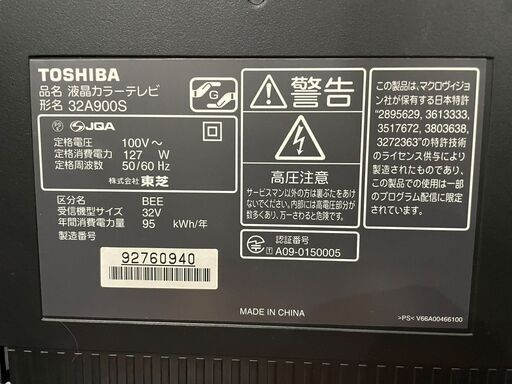 TOSHIBA
品名 液晶カラーテレビ
形名 32A900S
JQA
定格電圧 100V～
定格消費電力 127 W
定格周波数 50/60 Hz
株式会社 東芝
区分名 BEE
受信機型サイズ 32V
年間消費電力量 95 kWh/年
製造番号
92760940
警告
高圧注意
サービスマン以外の方は裏ぶたをあけ
ないでください。内部には高電圧部分が
数多くあり、万一さわると危険です。
認証番号
T A09-0150005
この製品は、マクロヴィジョ
ン社が保有する日本特許
"2895629, 3613333,
3517672, 3803638,
3272363"の特許技術
のライセンス供与により
製造されたものであり、こ
の製品での使用は一部
のプログラム配信に限定さ
れています。
MADE IN CHINA
>PS< V66A00466100